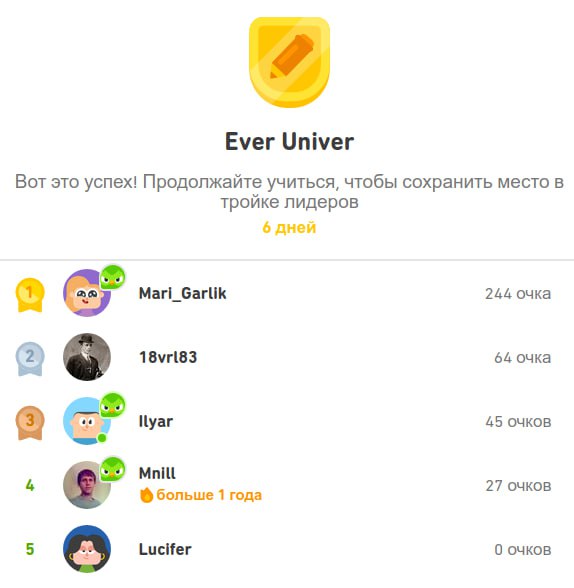 Ever Univer
Вот это успех! Продолжайте учиться, чтобы сохранить место в
тройке лидеров
6 дней
1 Mari_Garlik 244 очка
2 18vrl83 64 очка
3 Ilyar 45 очков
4 Mnill 27 очков
больше 1 года
5 Lucifer 0 очков